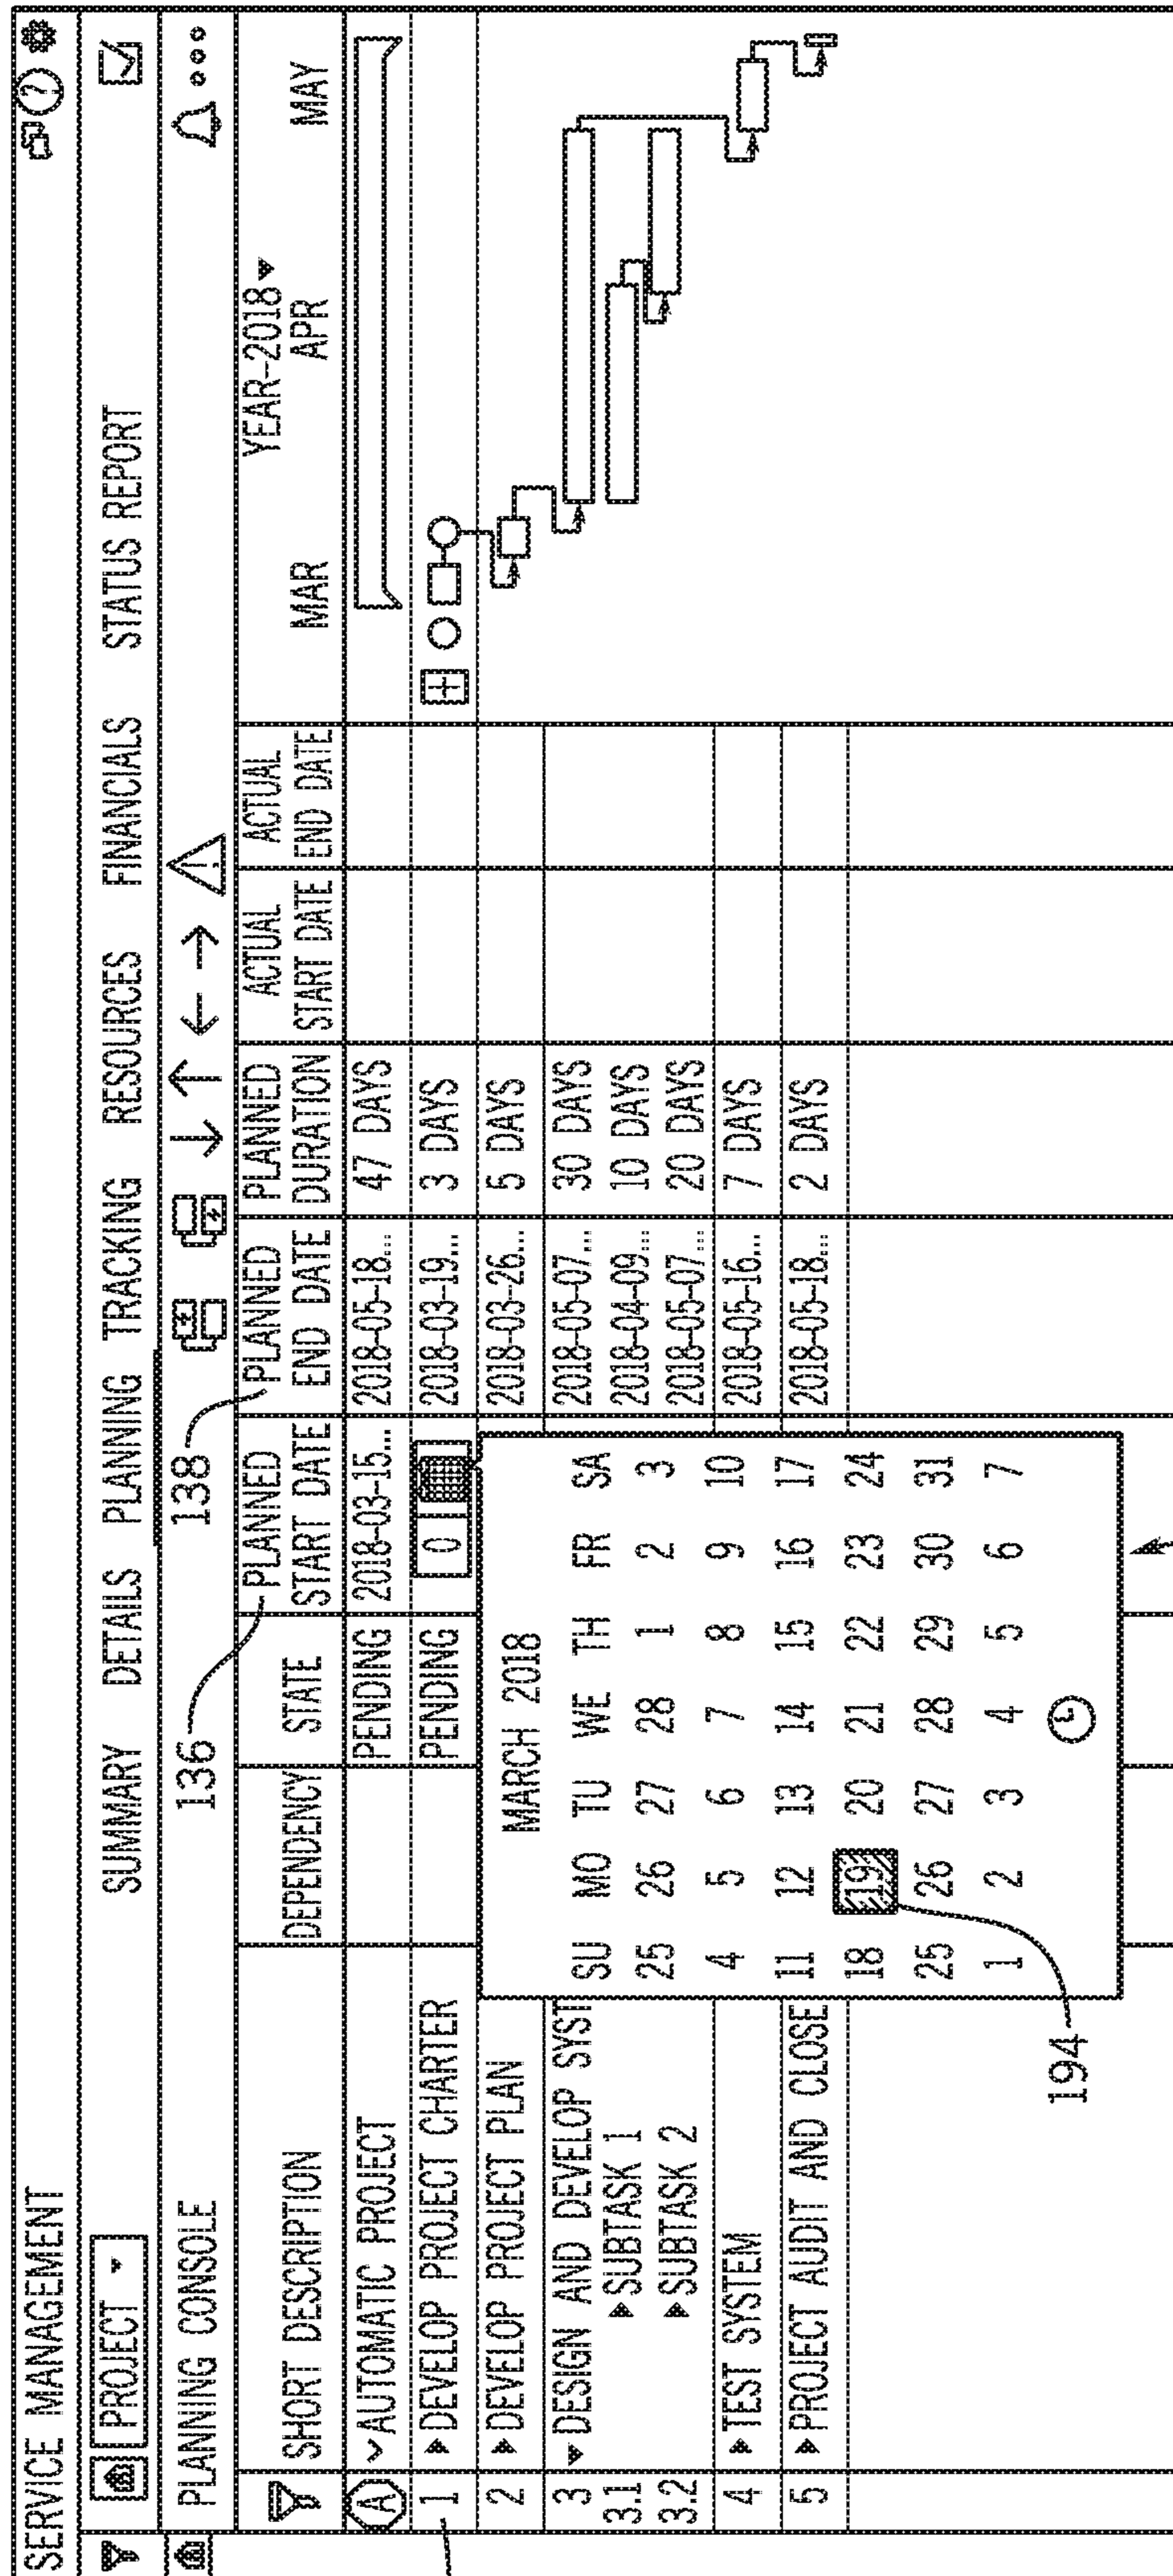 SERVICE MANAGEMENT
PROJECT
SUMMARY DETAILS PLANNING TRACKING RESOURCES FINANCIALS STATUS REPORT
PLANNING CONSOLE
136
138
SHORT DESCRIPTION DEPENDENCY STATE PLANNED START DATE PLANNED END DATE PLANNED DURATION ACTUAL START DATE ACTUAL END DATE YEAR-2018
MAR APR MAY
A AUTOMATIC PROJECT PENDING 2018-03-15... 2018-05-18... 47 DAYS
1 DEVELOP PROJECT CHARTER PENDING 0 2018-03-19... 3 DAYS
2 DEVELOP PROJECT PLAN 2018-03-26... 5 DAYS
3 DESIGN AND DEVELOP SYST 2018-05-07... 30 DAYS
3.1 SUBTASK 1 2018-04-09... 10 DAYS
3.2 SUBTASK 2 2018-05-07... 20 DAYS
4 TEST SYSTEM 2018-05-16... 7 DAYS
5 PROJECT AUDIT AND CLOSE 2018-05-18... 2 DAYS
MARCH 2018
SU MO TU WE TH FR SA
25 26 27 28 1 2 3
4 5 6 7 8 9 10
11 12 13 14 15 16 17
18 19 20 21 22 23 24
25 26 27 28 29 30 31
1 2 3 4 5 6 7
194